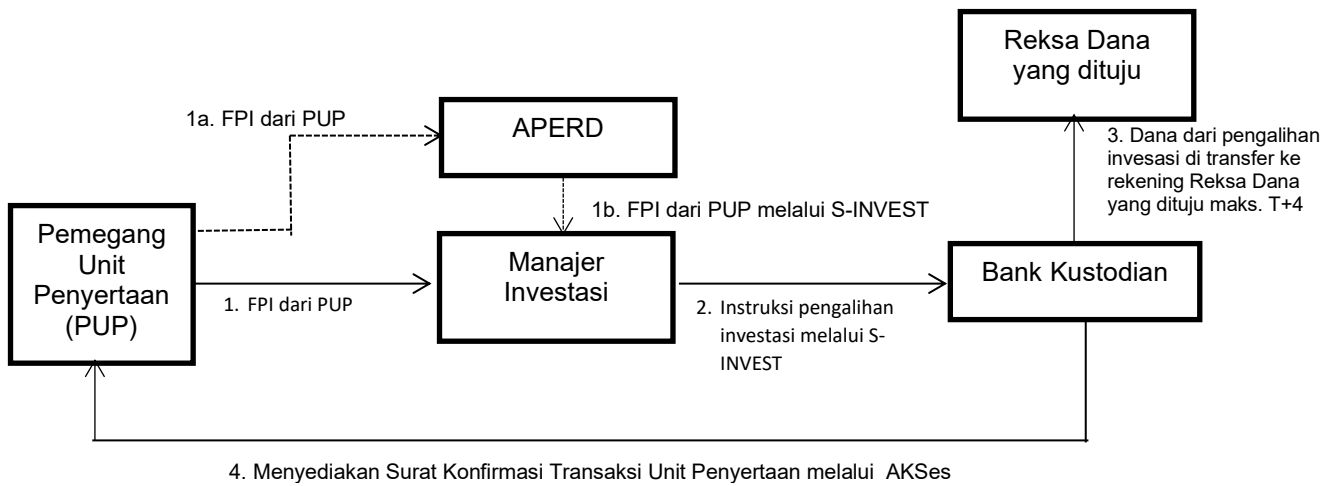 Reksa Dana
yang dituju
1a. FPI dari PUP
APERD
3. Dana dari pengalihan
invesasi di transfer ke
rekening Reksa Dana
yang dituju maks. T+4
1b. FPI dari PUP melalui S-INVEST
Pemegang
Unit
Penyertaan
(PUP)
Manajer
Investasi
Bank Kustodian
1. FPI dari PUP
2. Instruksi pengalihan
investasi melalui S-
INVEST
4. Menyediakan Surat Konfirmasi Transaksi Unit Penyertaan melalui AKSes